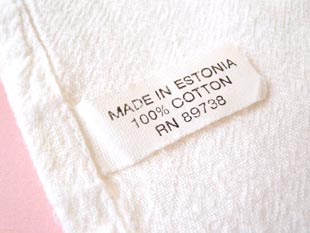 MADE IN ESTONIA
100% COTTON
RN 89738